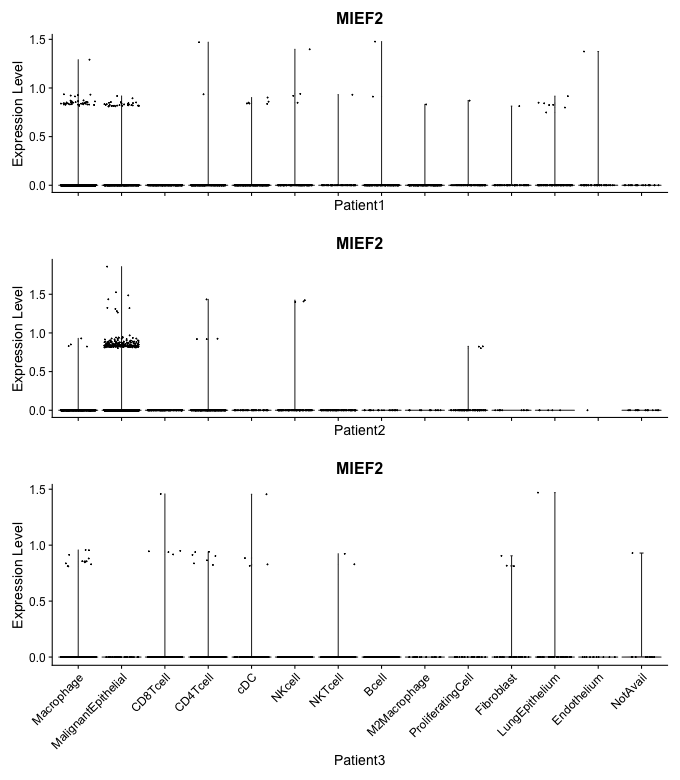 MIEF2
Expression Level
1.5
1.0
0.5
0.0
Patient1
MIEF2
Expression Level
1.5
1.0
0.5
0.0
Patient2
MIEF2
Expression Level
1.5
1.0
0.5
0.0
Macrophage
MalignantEpithelial
CD8Tcell
CD4Tcell
cDC
NKcell
NKTcell
Bcell
M2Macrophage
ProliferatingCell
Fibroblast
LungEpithelium
Endothelium
NotAvail
Patient3